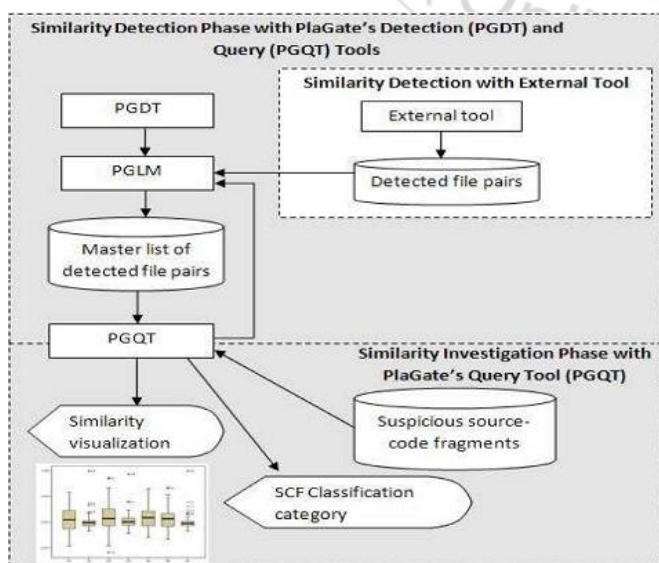 Similarity Detection Phase with PlaGate's Detection (PGDT) and
Query (PGQT) Tools
Similarity Detection with External Tool
PGDT
External tool
PGLM
Detected file pairs
Master list of
detected file pairs
PGQT
Similarity Investigation Phase with
PlaGate's Query Tool (PGQT)
Similarity
visualization
Suspicious source-
code fragments
SCF Classification
category